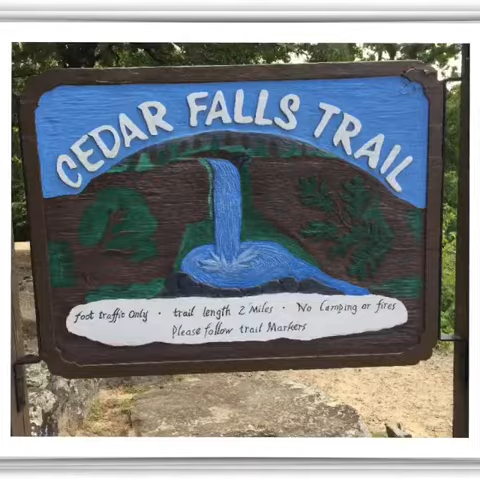 CEDAR FALLS TRAIL
foot traffic Only · trail length 2 Miles · No Camping or fires
Please follow trail Markers